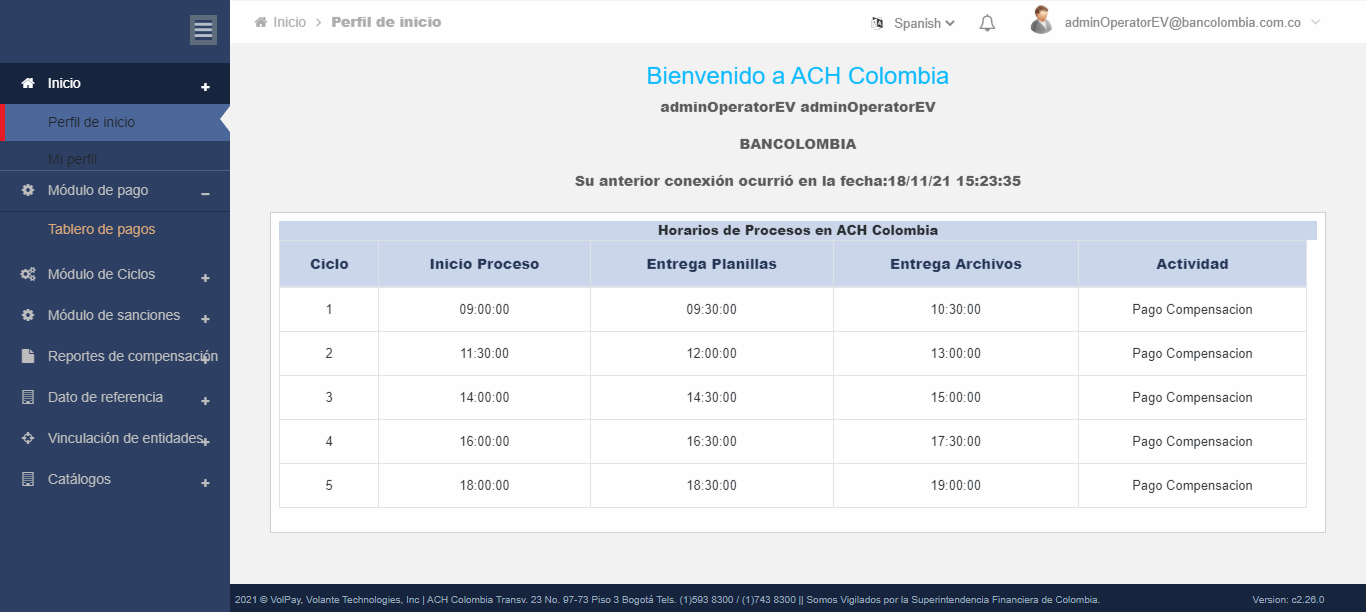 Inicio > Perfil de inicio
Spanish
adminOperatorEV@bancolombia.com.co
Inicio +
Perfil de inicio
Mi perfil
Módulo de pago –
Tablero de pagos
Módulo de Ciclos +
Módulo de sanciones +
Reportes de compensación +
Dato de referencia +
Vinculación de entidades +
Catálogos +
Bienvenido a ACH Colombia
adminOperatorEV adminOperatorEV
BANCOLOMBIA
Su anterior conexión ocurrió en la fecha:18/11/21 15:23:35
Horarios de Procesos en ACH Colombia
Ciclo Inicio Proceso Entrega Planillas Entrega Archivos Actividad
1 09:00:00 09:30:00 10:30:00 Pago Compensacion
2 11:30:00 12:00:00 13:00:00 Pago Compensacion
3 14:00:00 14:30:00 15:00:00 Pago Compensacion
4 16:00:00 16:30:00 17:30:00 Pago Compensacion
5 18:00:00 18:30:00 19:00:00 Pago Compensacion
2021 © VolPay, Volante Technologies, Inc | ACH Colombia Transv. 23 No. 97-73 Piso 3 Bogotá Tels. (1)593 8300 / (1)743 8300 || Somos Vigilados por la Superintendencia Financiera de Colombia. Version: c2.26.0